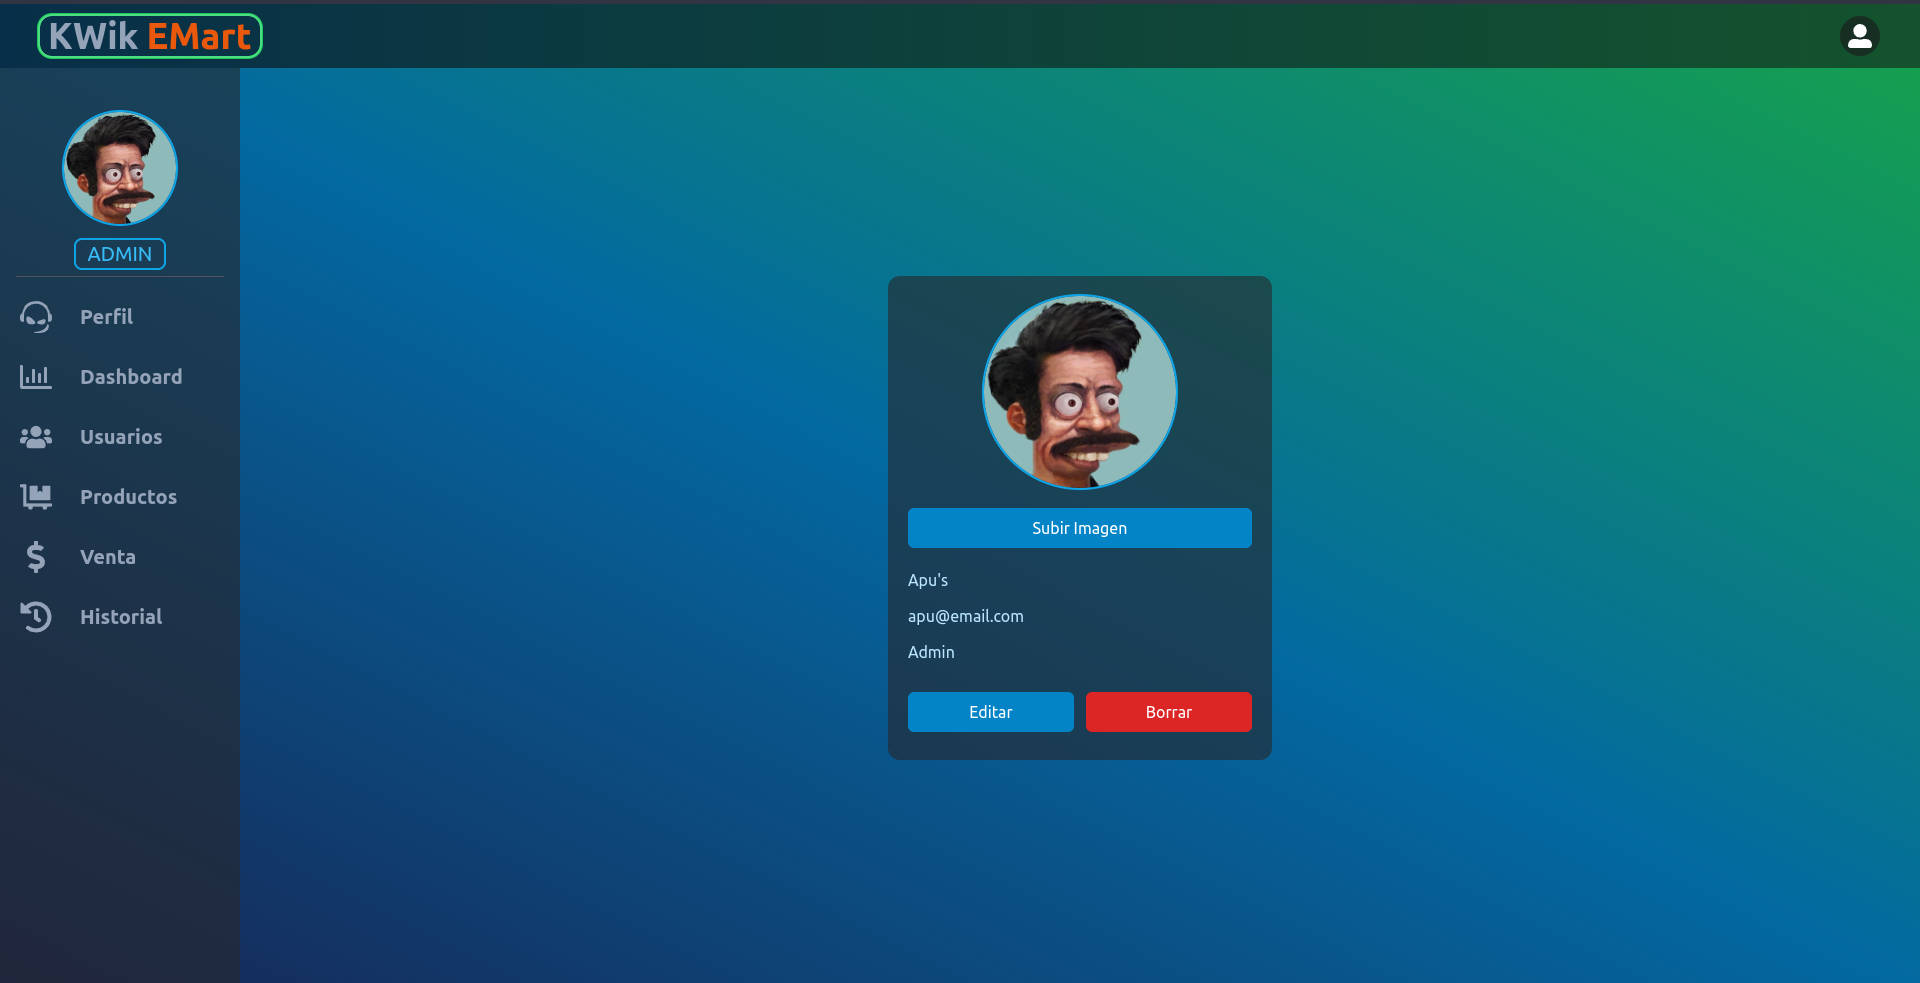 KWik EMart
ADMIN
Perfil
Dashboard
Usuarios
Productos
Venta
Historial
Subir Imagen
Apu's
apu@email.com
Admin
Editar
Borrar